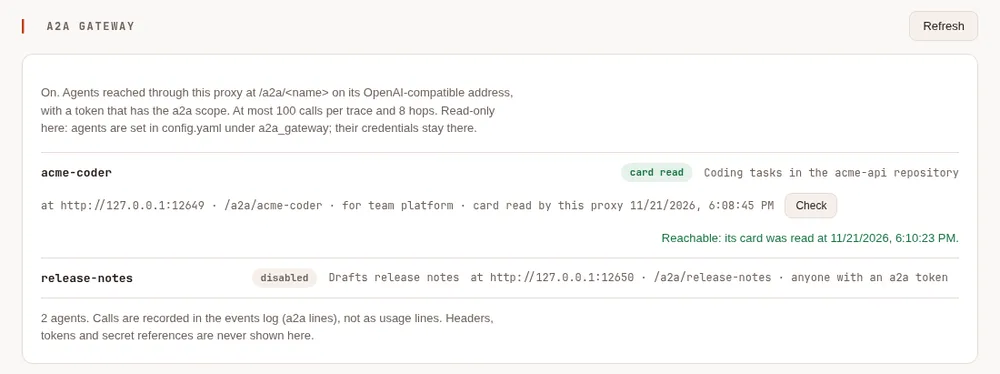 A2A GATEWAY
Refresh
On. Agents reached through this proxy at /a2a/<name> on its OpenAI-compatible address,
with a token that has the a2a scope. At most 100 calls per trace and 8 hops. Read-only
here: agents are set in config.yaml under a2a_gateway; their credentials stay there.
acme-coder card read Coding tasks in the acme-api repository
at http://127.0.0.1:12649 · /a2a/acme-coder · for team platform · card read by this proxy 11/21/2026, 6:08:45 PM Check
Reachable: its card was read at 11/21/2026, 6:10:23 PM.
release-notes disabled Drafts release notes at http://127.0.0.1:12650 · /a2a/release-notes · anyone with an a2a token
2 agents. Calls are recorded in the events log (a2a lines), not as usage lines. Headers,
tokens and secret references are never shown here.